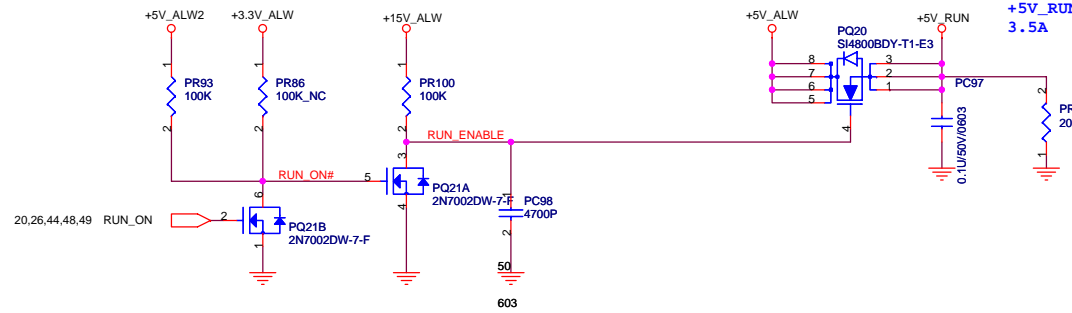 +5V_ALW2
+3.3V_ALW
+15V_ALW
+5V_ALW
+5V_RUN
+5V_RUN
3.5A
PQ20
SI4800BDY-T1-E3
1
PR93
100K
2
1
PR86
100K_NC
2
1
PR100
100K
2
8
7
6
5
3
2
1
4
PC97
0.1U/50V/0603
2
PR
20
1
RUN_ENABLE
RUN_ON#
5
3
4
PQ21A
2N7002DW-7-F
1
PC98
4700P
2
20,26,44,48,49 RUN_ON
2
6
1
PQ21B
2N7002DW-7-F
50
603